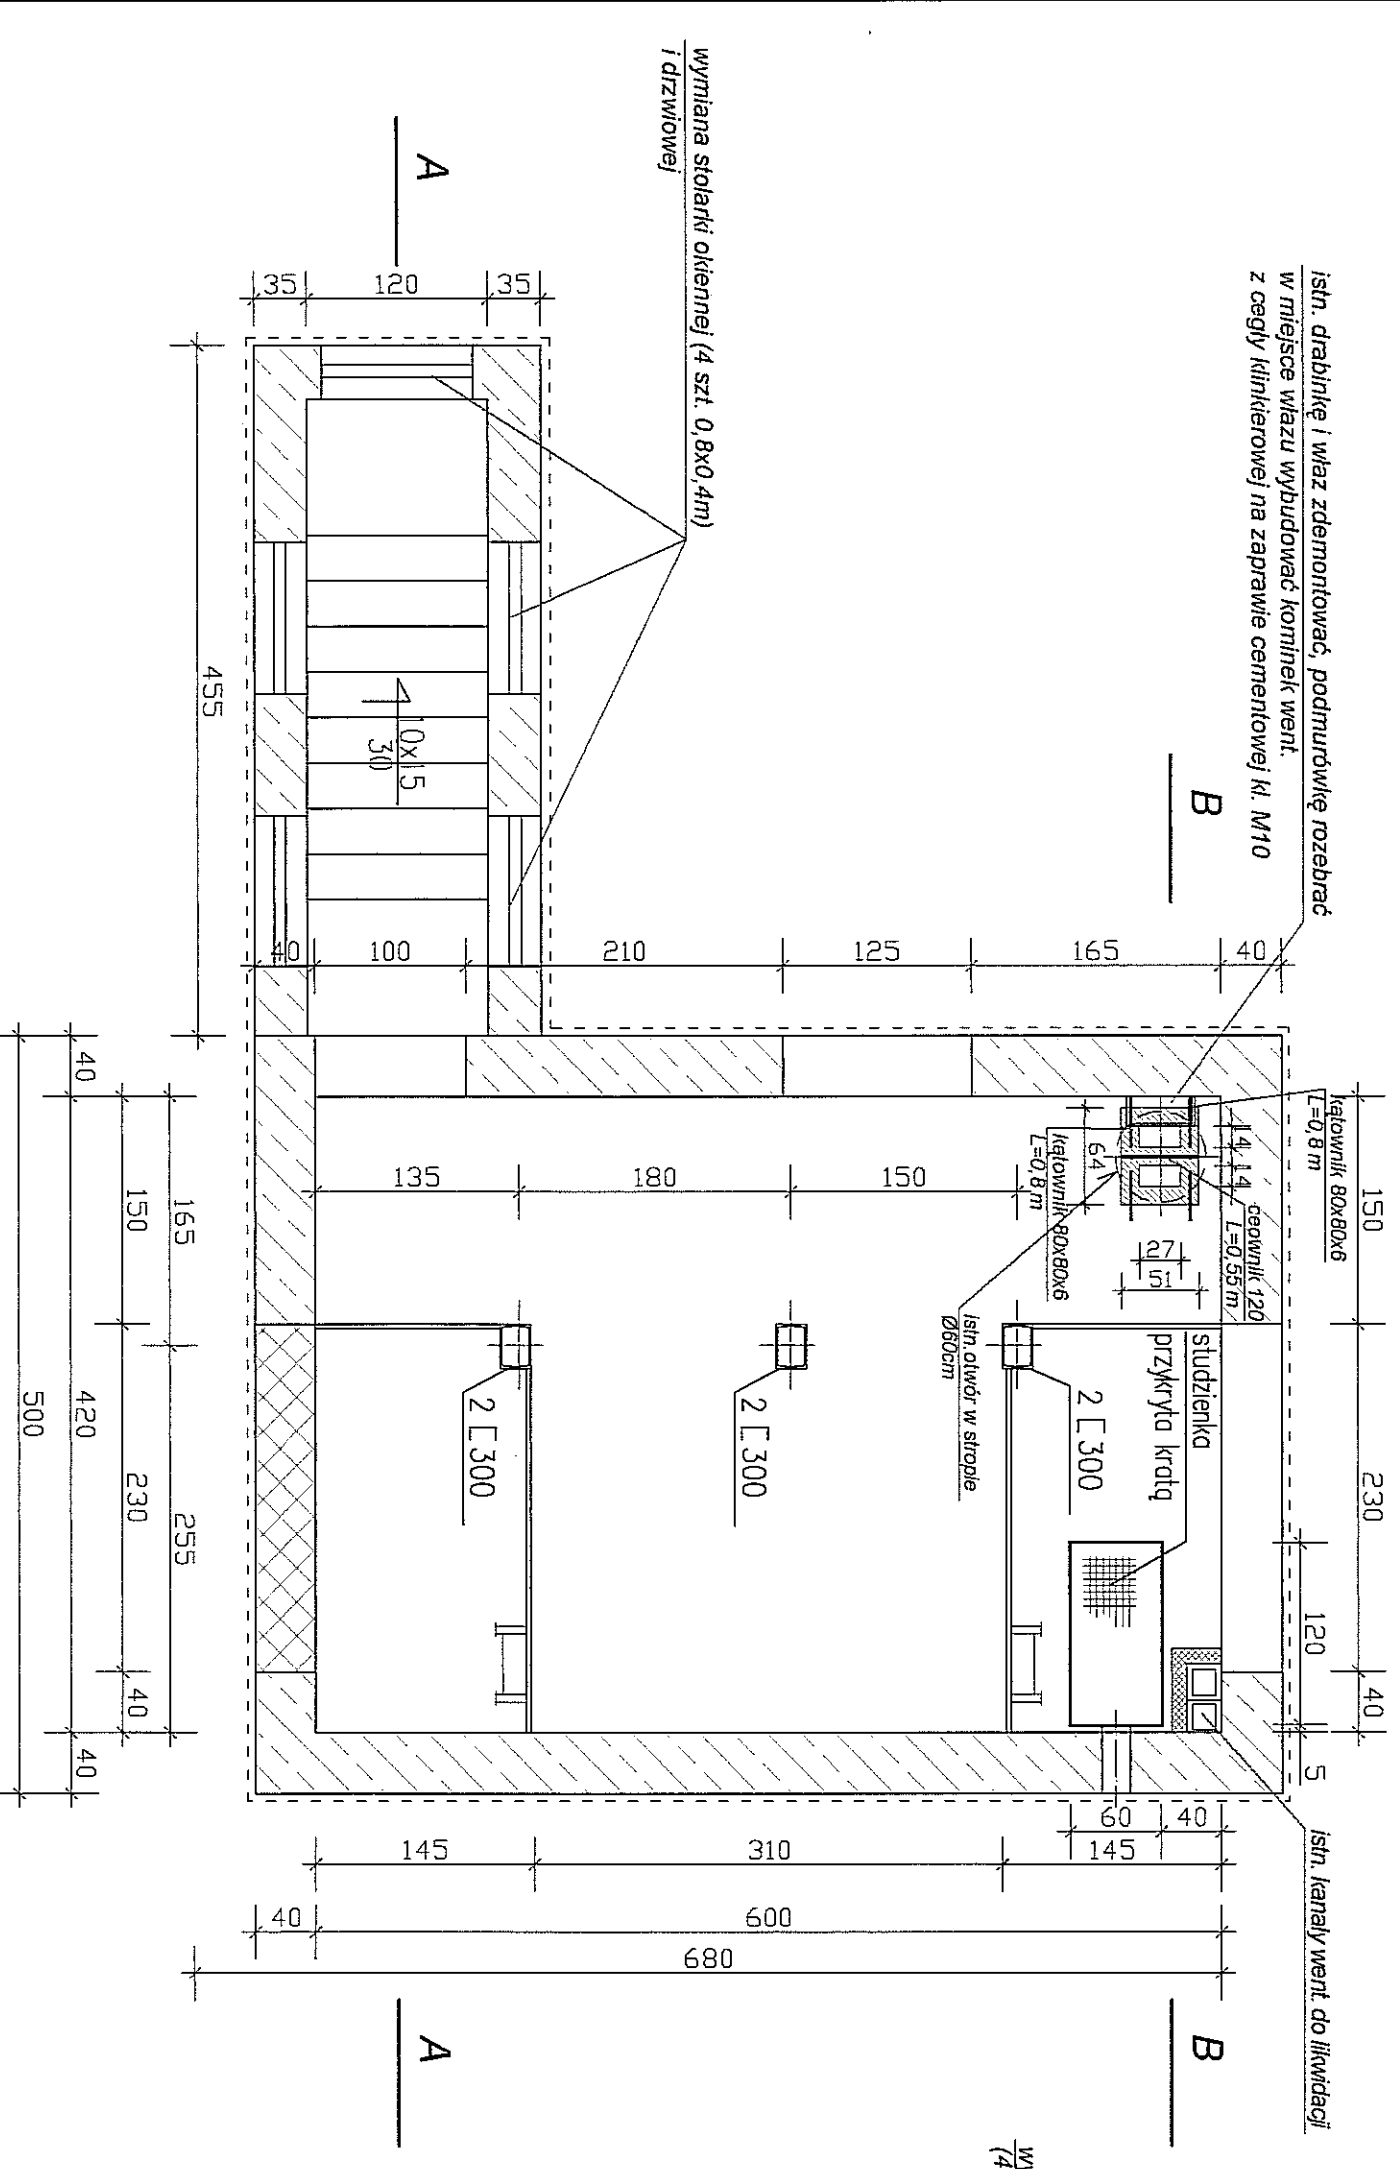 wymiana stolarki okiennej (4 szt. 0,8x0,4m)
i drzwiowej
istn. drabinkę i właz zdemontować, podmurówkę rozebrać
w miejsce włazu wybudować kominek went.
z cegły klinkierowej na zaprawie cementowej kl. M10
A
B
35
120
35
455
10x15
30
40
100
210
125
165
40
kątownik 80x80x6
L=0,8 m
14
14
ceownik 120
L=0,55 m
64
kątownik 80x80x6
L=0,8 m
27
51
istn. otwór w stropie
Ø60cm
135
180
150
studzienka
przykryta kratą
2 [300
2 [300
2 [300
150
230
40
120
5
istn. kanały went. do likwidacji
40
150
165
230
255
40
420
40
500
60
40
145
310
145
40
600
680
A
B
(4